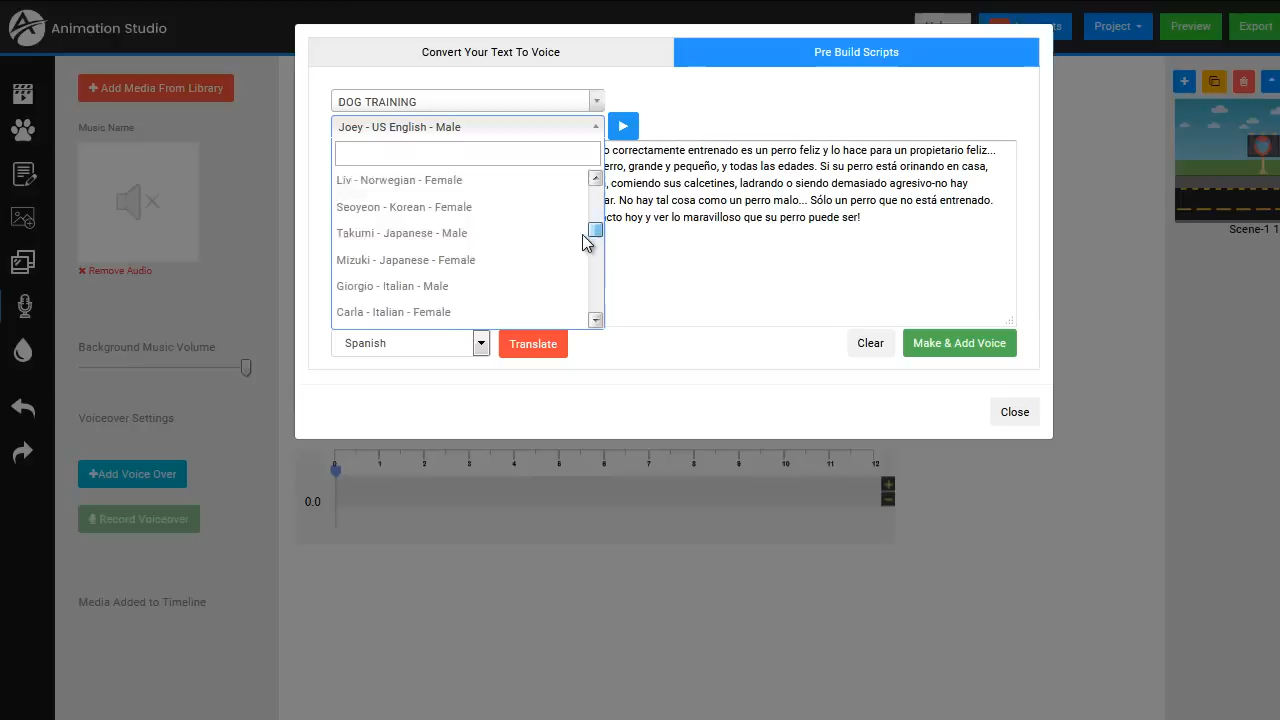 Animation Studio
Project
Preview
Export
Convert Your Text To Voice
Pre Build Scripts
Add Media From Library
DOG TRAINING
Music Name
Joey - US English - Male
o correctamente entrenado es un perro feliz y lo hace para un propietario feliz...
erro, grande y pequeño, y todas las edades. Si su perro está orinando en casa,
, comiendo sus calcetines, ladrando o siendo demasiado agresivo-no hay
ar. No hay tal cosa como un perro malo... Sólo un perro que no está entrenado.
cto hoy y ver lo maravilloso que su perro puede ser!
Liv - Norwegian - Female
Seoyeon - Korean - Female
Takumi - Japanese - Male
Mizuki - Japanese - Female
Giorgio - Italian - Male
Carla - Italian - Female
Scene-1 1
Remove Audio
Background Music Volume
Spanish
Translate
Clear
Make & Add Voice
Close
Voiceover Settings
+Add Voice Over
Record Voiceover
0 1 2 3 4 5 6 7 8 9 10 11 12
0.0
Media Added to Timeline